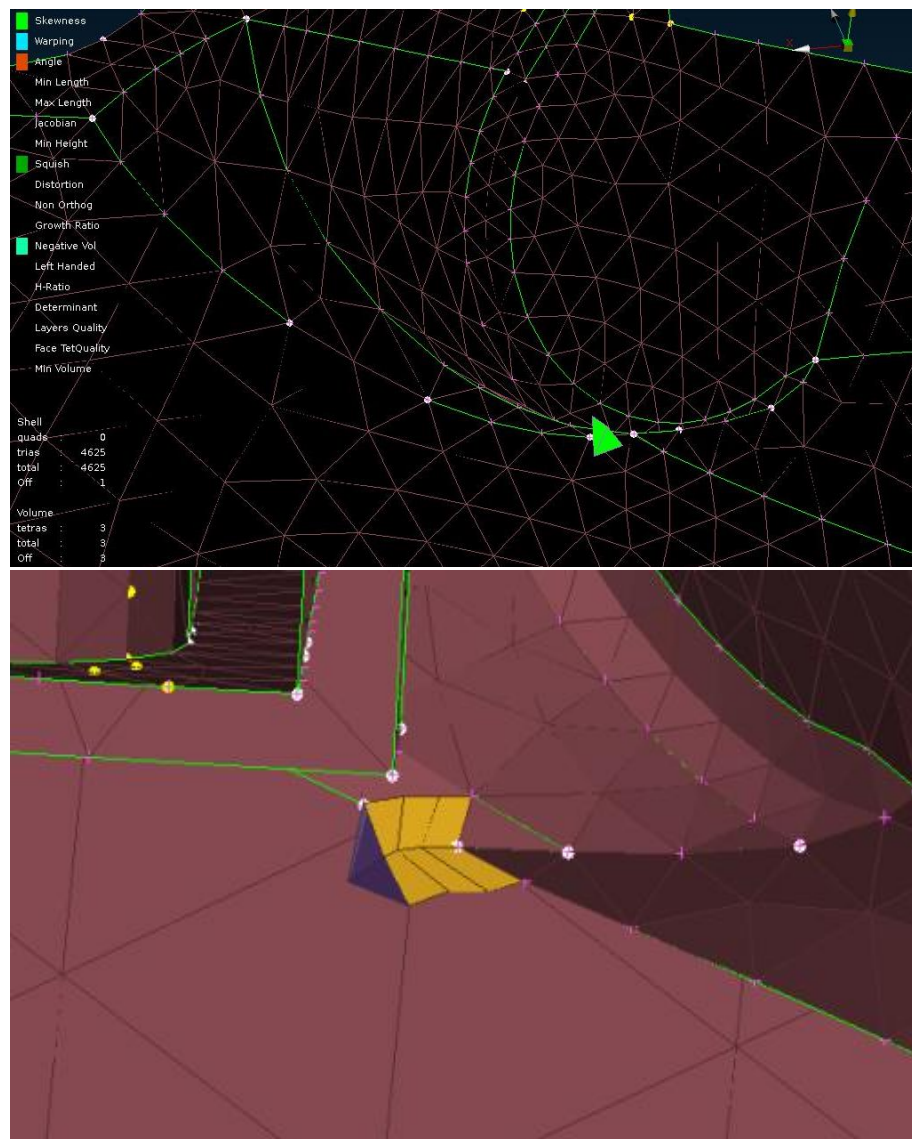 Skewness
Warping
Angle
Min Length
Max Length
Jacobian
Min Height
Squish
Distortion
Non Orthog
Growth Ratio
Negative Vol
Left Handed
H-Ratio
Determinant
Layers Quality
Face TetQuality
Min Volume
Shell
quads : 0
trias : 4625
total : 4625
Off : 1
Volume
tetras : 3
total : 3
Off : 3